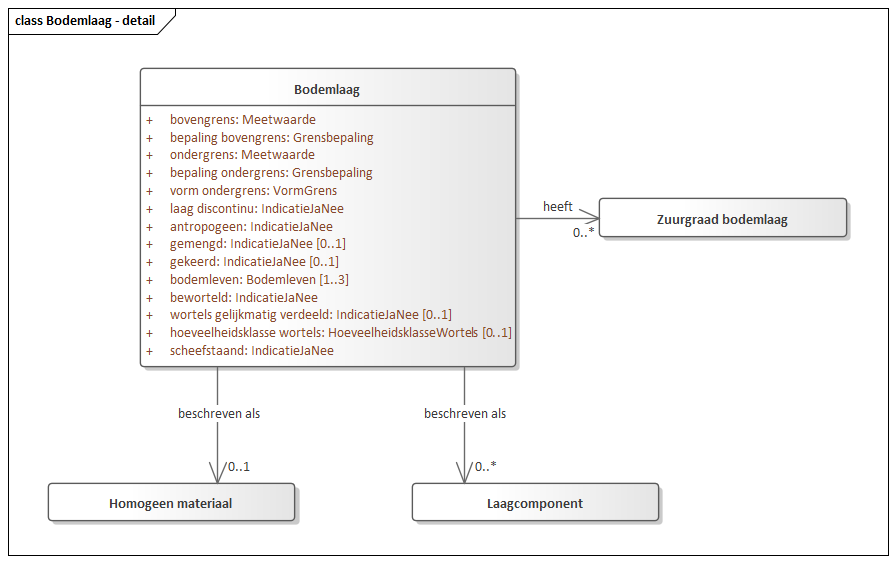 class Bodemlaag - detail
Bodemlaag
+ bovengrens: Meetwaarde
+ bepaling bovengrens: Grensbepaling
+ ondergrens: Meetwaarde
+ bepaling ondergrens: Grensbepaling
+ vorm ondergrens: VormGrens
+ laag discontinu: IndicatieJaNee
+ antropogeen: IndicatieJaNee
+ gemengd: IndicatieJaNee [0..1]
+ gekeerd: IndicatieJaNee [0..1]
+ bodemleven: Bodemleven [1..3]
+ beworteld: IndicatieJaNee
+ wortels gelijkmatig verdeeld: IndicatieJaNee [0..1]
+ hoeveelheidsklasse wortels: HoeveelheidsklasseWortels [0..1]
+ scheefstaand: IndicatieJaNee
heeft
0..*
Zuurgraad bodemlaag
beschreven als
0..1
Homogeen materiaal
beschreven als
0..*
Laagcomponent